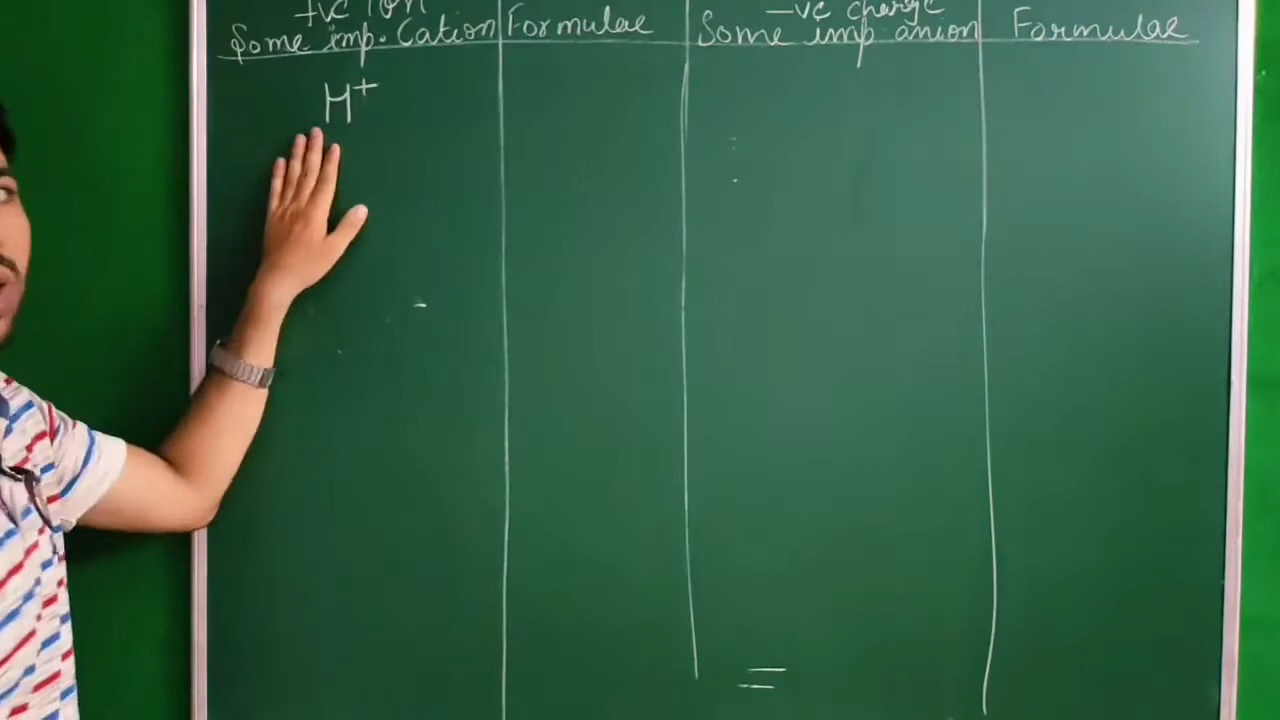 +ve ion
Some imp. Cation
Formulae
-ve charge
Some imp anion
Formulae
H⁺